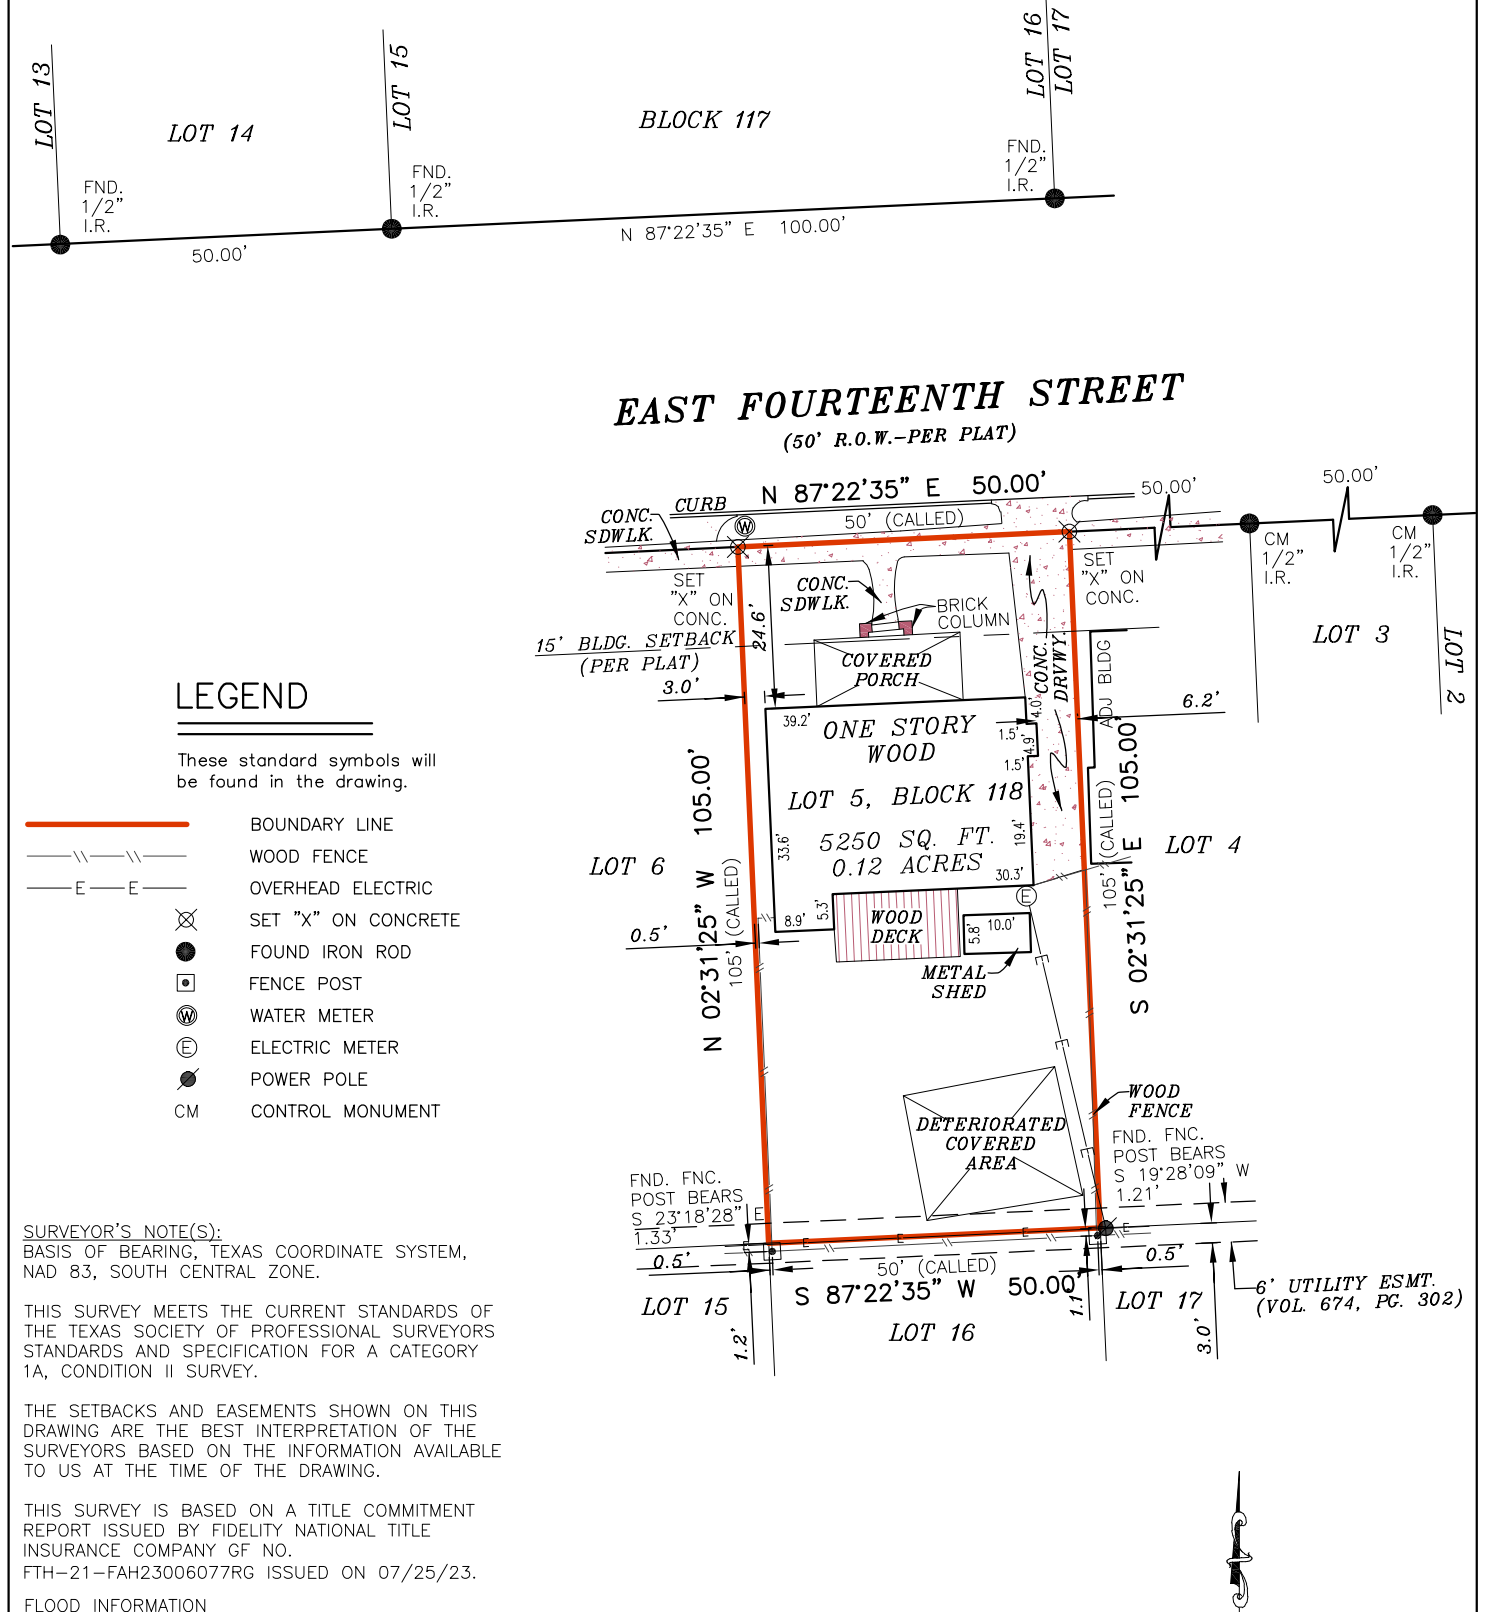 LOT 13
LOT 14
LOT 15
BLOCK 117
LOT 16
LOT 17
FND.
1/2"
I.R.
FND.
1/2"
I.R.
FND.
1/2"
I.R.
50.00'
N 87°22'35" E 100.00'
EAST FOURTEENTH STREET
(50' R.O.W.-PER PLAT)
N 87°22'35" E 50.00'
50' (CALLED)
CURB
CONC.
SDWLK.
W
50.00'
50.00'
SET
"X" ON
CONC.
CONC.
SDWLK.
BRICK
COLUMN
SET
"X" ON
CONC.
CM
1/2"
I.R.
CM
1/2"
I.R.
15' BLDG. SETBACK
(PER PLAT)
24.6'
COVERED
PORCH
CONC.
DRVWY
ADJ BLDG
LOT 3
LOT 2
3.0'
6.2'
39.2'
4.0'
1.5'
4.9'
1.5'
ONE STORY
WOOD
LOT 5, BLOCK 118
5250 SQ. FT.
0.12 ACRES
33.6'
19.4'
30.3'
LOT 6
LOT 4
N 02°31'25" W 105.00'
105' (CALLED)
S 02°31'25" E 105.00'
105' (CALLED)
8.9'
5.3'
WOOD
DECK
5.8'
10.0'
E
METAL
SHED
0.5'
E
E
E
DETERIORATED
COVERED
AREA
WOOD
FENCE
FND. FNC.
POST BEARS
S 19°28'09" W
1.21'
FND. FNC.
POST BEARS
S 23°18'28" E
1.33'
E
E
E
E
E
0.5'
0.5'
50' (CALLED)
S 87°22'35" W 50.00'
1.2'
1.1'
3.0'
6' UTILITY ESMT.
(VOL. 674, PG. 302)
LOT 15
LOT 16
LOT 17
LEGEND
These standard symbols will
be found in the drawing.
BOUNDARY LINE
WOOD FENCE
E E OVERHEAD ELECTRIC
SET "X" ON CONCRETE
FOUND IRON ROD
FENCE POST
W WATER METER
E ELECTRIC METER
POWER POLE
CM CONTROL MONUMENT
SURVEYOR'S NOTE(S):
BASIS OF BEARING, TEXAS COORDINATE SYSTEM,
NAD 83, SOUTH CENTRAL ZONE.
THIS SURVEY MEETS THE CURRENT STANDARDS OF
THE TEXAS SOCIETY OF PROFESSIONAL SURVEYORS
STANDARDS AND SPECIFICATION FOR A CATEGORY
1A, CONDITION II SURVEY.
THE SETBACKS AND EASEMENTS SHOWN ON THIS
DRAWING ARE THE BEST INTERPRETATION OF THE
SURVEYORS BASED ON THE INFORMATION AVAILABLE
TO US AT THE TIME OF THE DRAWING.
THIS SURVEY IS BASED ON A TITLE COMMITMENT
REPORT ISSUED BY FIDELITY NATIONAL TITLE
INSURANCE COMPANY GF NO.
FTH-21-FAH23006077RG ISSUED ON 07/25/23.
FLOOD INFORMATION